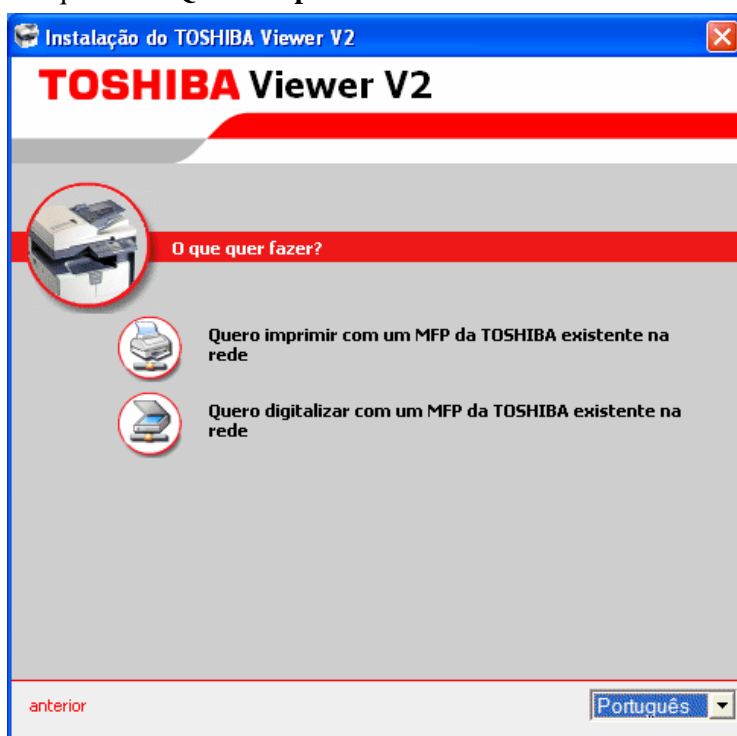 Instalação do TOSHIBA Viewer V2
TOSHIBA Viewer V2
O que quer fazer?
Quero imprimir com um MFP da TOSHIBA existente na
rede
Quero digitalizar com um MFP da TOSHIBA existente na
rede
anterior
Português